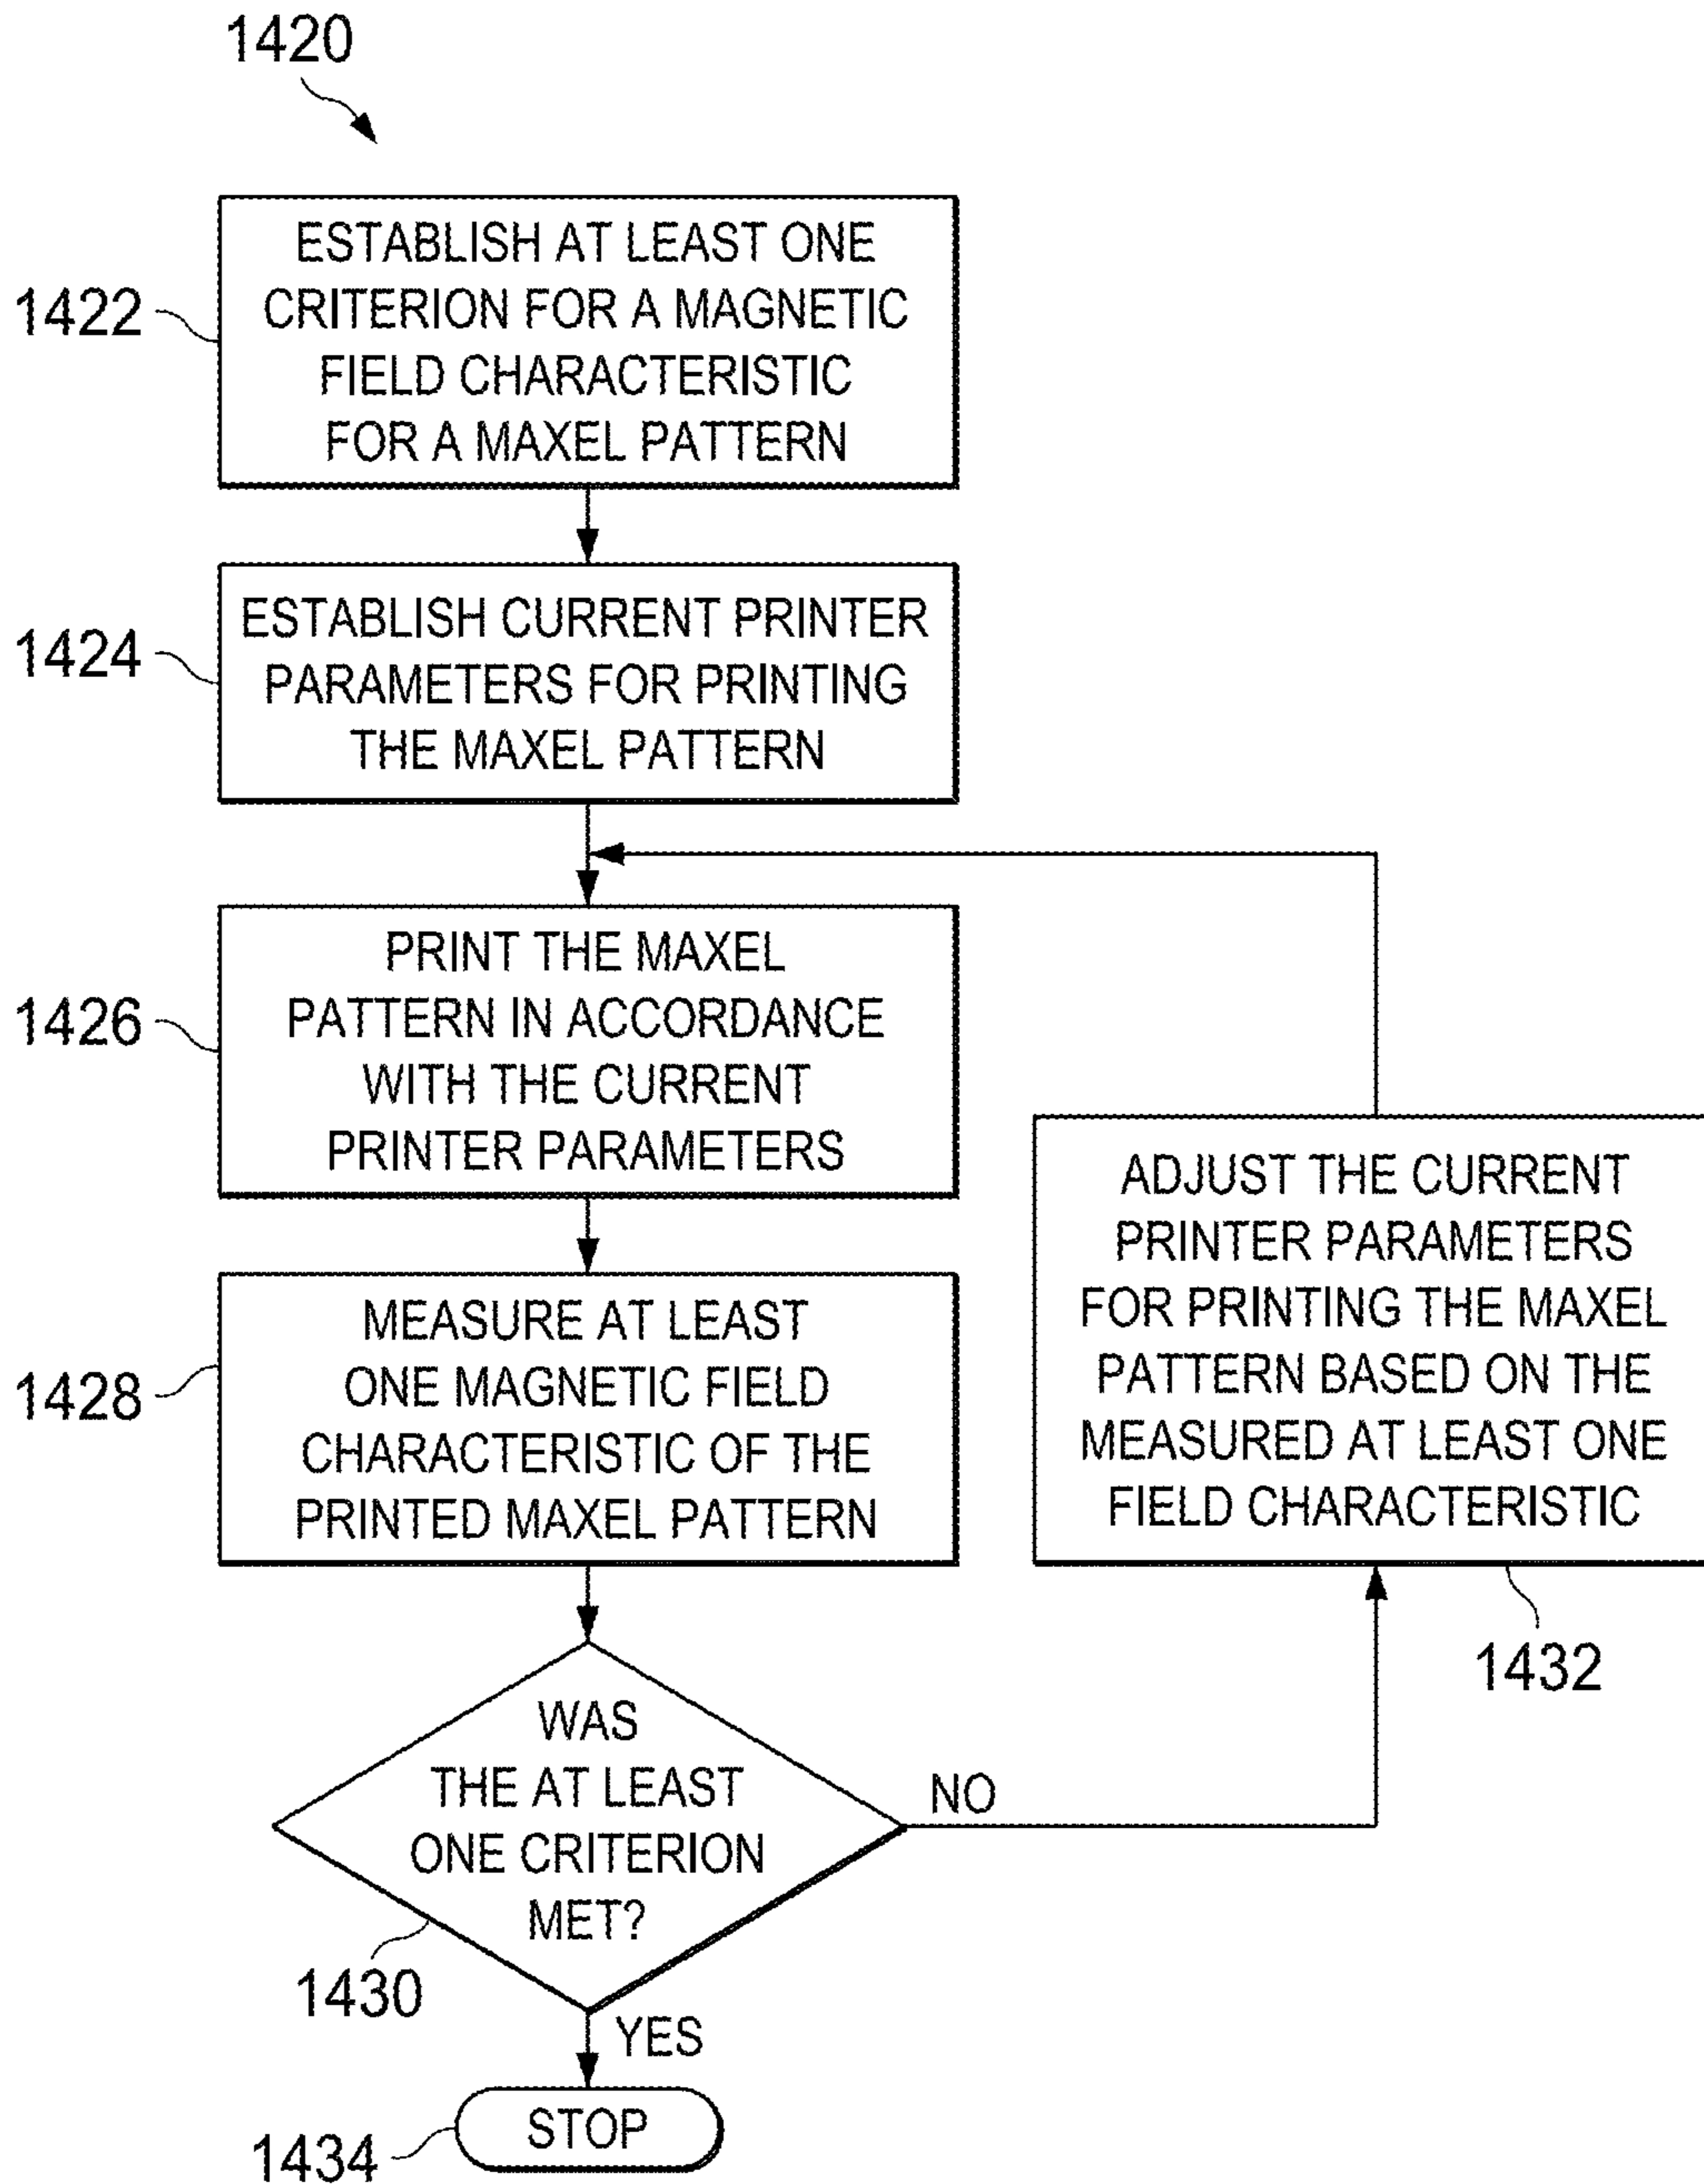 1420
ESTABLISH AT LEAST ONE
CRITERION FOR A MAGNETIC
FIELD CHARACTERISTIC
FOR A MAXEL PATTERN
1422
ESTABLISH CURRENT PRINTER
PARAMETERS FOR PRINTING
THE MAXEL PATTERN
1424
PRINT THE MAXEL
PATTERN IN ACCORDANCE
WITH THE CURRENT
PRINTER PARAMETERS
1426
MEASURE AT LEAST
ONE MAGNETIC FIELD
CHARACTERISTIC OF THE
PRINTED MAXEL PATTERN
1428
WAS
THE AT LEAST
ONE CRITERION
MET?
1430
NO
ADJUST THE CURRENT
PRINTER PARAMETERS
FOR PRINTING THE MAXEL
PATTERN BASED ON THE
MEASURED AT LEAST ONE
FIELD CHARACTERISTIC
1432
YES
STOP
1434